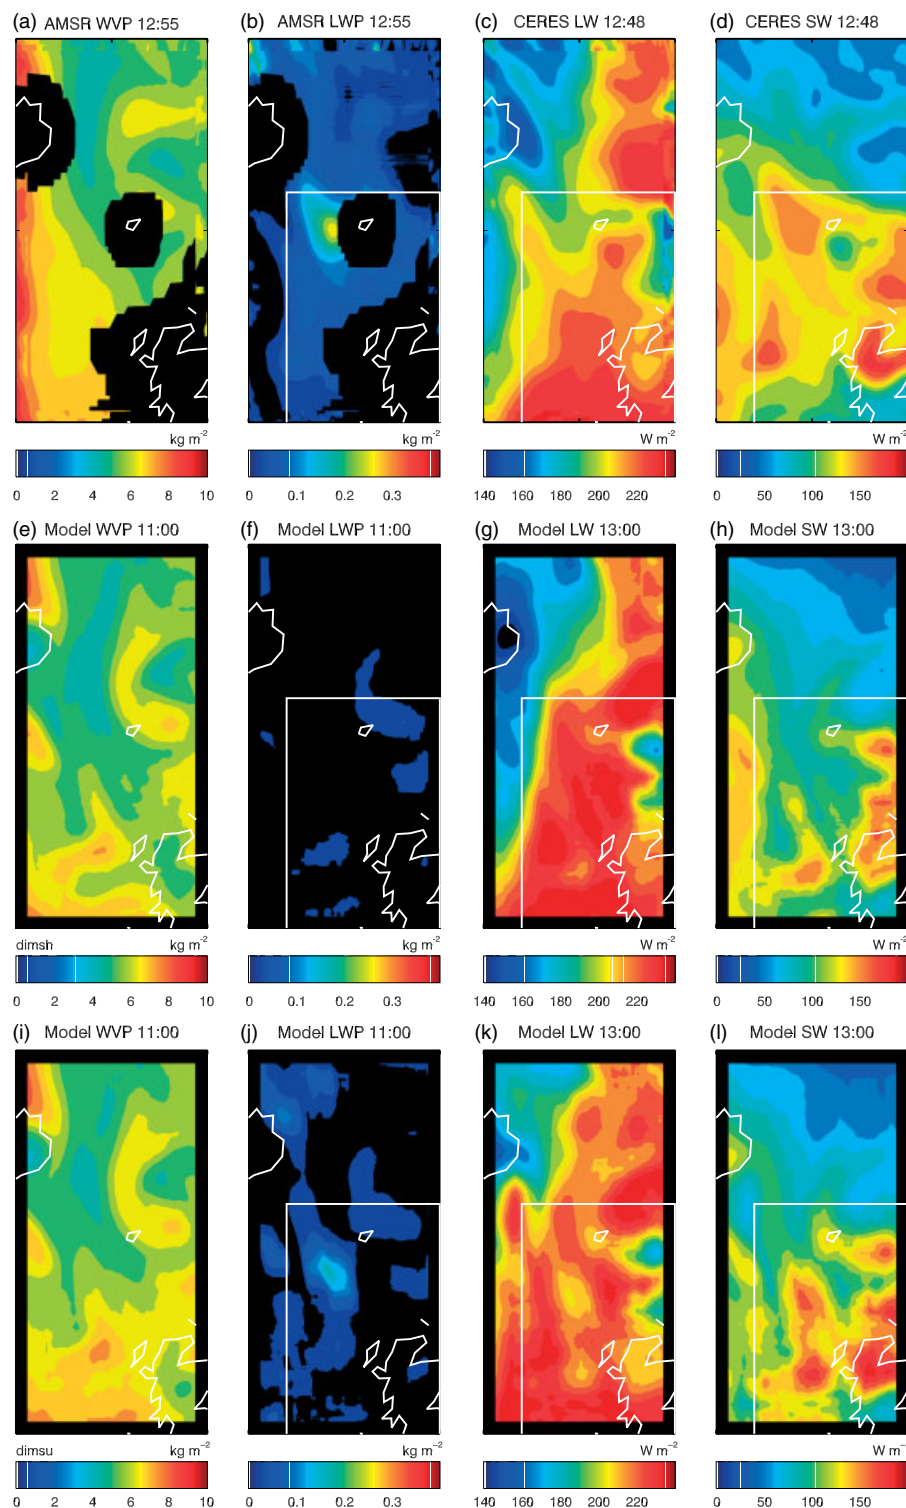 (a) AMSR WVP 12:55 (b) AMSR LWP 12:55 (c) CERES LW 12:48 (d) CERES SW 12:48
kg m⁻² kg m⁻² W m⁻² W m⁻²
0 2 4 6 8 10 0 0.1 0.2 0.3 140 160 180 200 220 0 50 100 150
(e) Model WVP 11:00 (f) Model LWP 11:00 (g) Model LW 13:00 (h) Model SW 13:00
dimsh kg m⁻² kg m⁻² W m⁻² W m⁻²
0 2 4 6 8 10 0 0.1 0.2 0.3 140 160 180 200 220 0 50 100 150
(i) Model WVP 11:00 (j) Model LWP 11:00 (k) Model LW 13:00 (l) Model SW 13:00
dimsu kg m⁻² kg m⁻² W m⁻² W m⁻
0 2 4 6 8 10 0 0.1 0.2 0.3 140 160 180 200 220 0 50 100 150